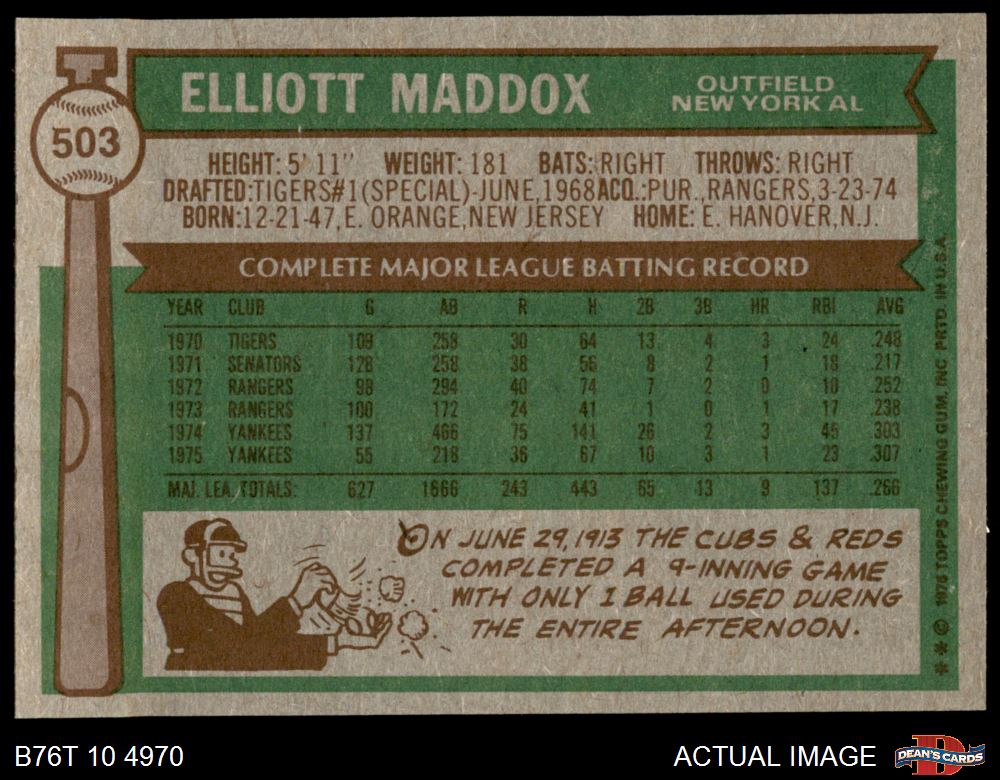 503
ELLIOTT MADDOX
OUTFIELD
NEW YORK AL
HEIGHT: 5' 11" WEIGHT: 181 BATS: RIGHT THROWS: RIGHT
DRAFTED: TIGERS#1(SPECIAL)-JUNE, 1968 ACQ.: PUR., RANGERS, 3-23-74
BORN: 12-21-47, E. ORANGE, NEW JERSEY HOME: E. HANOVER, N.J.
COMPLETE MAJOR LEAGUE BATTING RECORD
YEAR CLUB G AB R H 2B 3B HR RBI AVG
1970 TIGERS 109 258 30 64 13 4 3 24 .248
1971 SENATORS 128 258 38 56 8 2 1 18 .217
1972 RANGERS 98 294 40 74 7 2 0 10 .252
1973 RANGERS 100 172 24 41 1 0 1 17 .238
1974 YANKEES 137 466 75 141 26 2 3 45 .303
1975 YANKEES 55 218 36 67 10 3 1 23 .307
MAJ. LEA. TOTALS: 627 1666 243 443 65 13 9 137 .266
ON JUNE 29, 1913 THE CUBS & REDS
COMPLETED A 9-INNING GAME
WITH ONLY 1 BALL USED DURING
THE ENTIRE AFTERNOON.
* * © 1976 TOPPS CHEWING GUM, INC. PRTD. IN U.S.A.
B76T 10 4970
ACTUAL IMAGE
D
DEAN'S CARDS